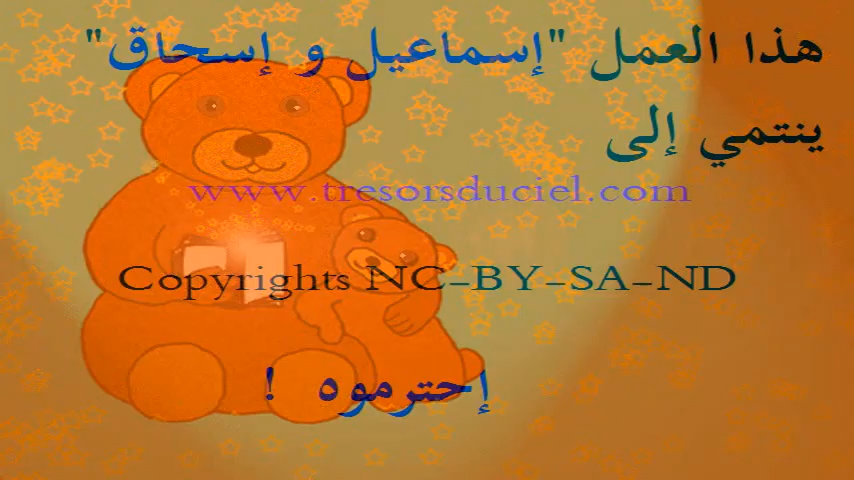 هذا العمل "إسماعيل و إسحاق"
ينتمي إلى
www.tresorsduciel.com
Copyrights NC-BY-SA-ND
إحترموه !